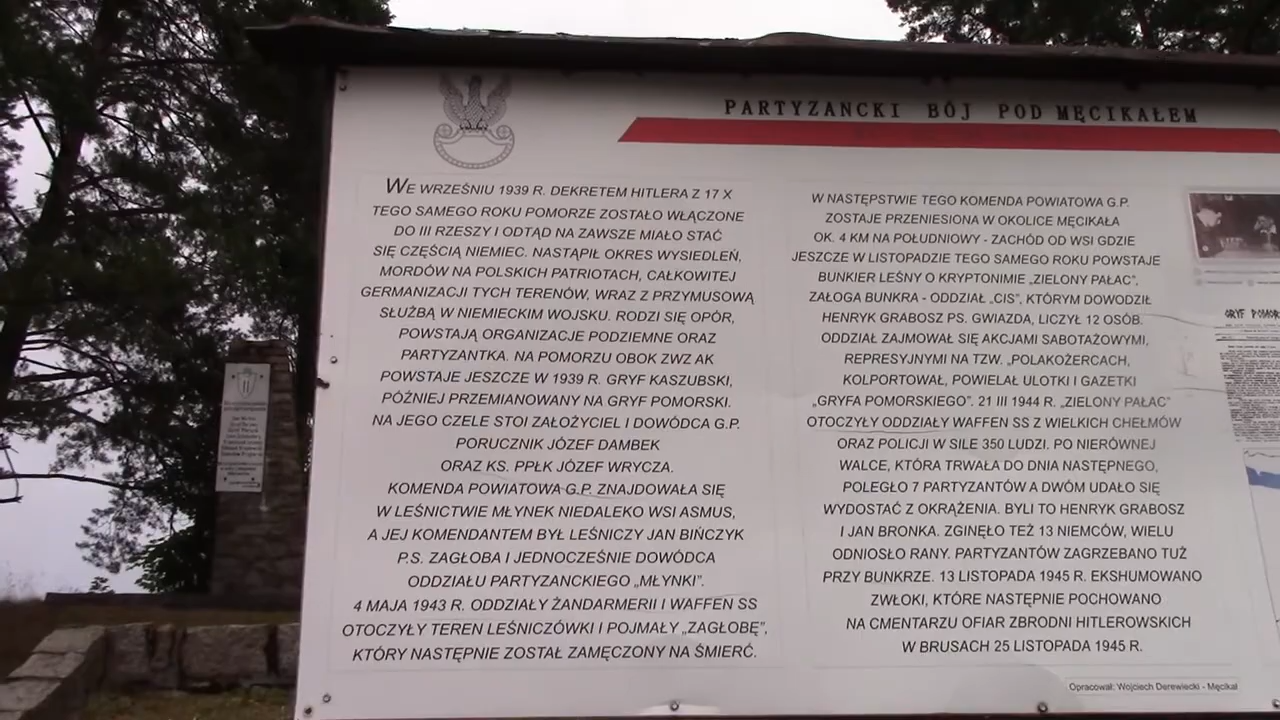 PARTYZANCKI BÓJ POD MĘCIKAŁEM
WE WRZEŚNIU 1939 R. DEKRETEM HITLERA Z 17 X
TEGO SAMEGO ROKU POMORZE ZOSTAŁO WŁĄCZONE
DO III RZESZY I ODTĄD NA ZAWSZE MIAŁO STAĆ
SIĘ CZĘŚCIĄ NIEMIEC. NASTĄPIŁ OKRES WYSIEDLEŃ,
MORDÓW NA POLSKICH PATRIOTACH, CAŁKOWITEJ
GERMANIZACJI TYCH TERENÓW, WRAZ Z PRZYMUSOWĄ
SŁUŻBĄ W NIEMIECKIM WOJSKU. RODZI SIĘ OPÓR,
POWSTAJĄ ORGANIZACJE PODZIEMNE ORAZ
PARTYZANTKA. NA POMORZU OBOK ZWZ AK
POWSTAJE JESZCZE W 1939 R. GRYF KASZUBSKI,
PÓŹNIEJ PRZEMIANOWANY NA GRYF POMORSKI.
NA JEGO CZELE STOI ZAŁOŻYCIEL I DOWÓDCA G.P.
PORUCZNIK JÓZEF DAMBEK
ORAZ KS. PPŁK JÓZEF WRYCZA.
KOMENDA POWIATOWA G.P. ZNAJDOWAŁA SIĘ
W LEŚNICTWIE MŁYNEK NIEDALEKO WSI ASMUS,
A JEJ KOMENDANTEM BYŁ LEŚNICZY JAN BIŃCZYK
P.S. ZAGŁOBA I JEDNOCZEŚNIE DOWÓDCA
ODDZIAŁU PARTYZANCKIEGO „MŁYNKI”.
4 MAJA 1943 R. ODDZIAŁY ŻANDARMERII I WAFFEN SS
OTOCZYŁY TEREN LEŚNICZÓWKI I POJMAŁY „ZAGŁOBĘ”,
KTÓRY NASTĘPNIE ZOSTAŁ ZAMĘCZONY NA ŚMIERĆ.
W NASTĘPSTWIE TEGO KOMENDA POWIATOWA G.P.
ZOSTAJE PRZENIESIONA W OKOLICE MĘCIKAŁA
OK. 4 KM NA POŁUDNIOWY - ZACHÓD OD WSI GDZIE
JESZCZE W LISTOPADZIE TEGO SAMEGO ROKU POWSTAJE
BUNKIER LEŚNY O KRYPTONIMIE „ZIELONY PAŁAC”,
ZAŁOGA BUNKRA - ODDZIAŁ „CIS”, KTÓRYM DOWODZIŁ
HENRYK GRABOSZ PS. GWIAZDA, LICZYŁ 12 OSÓB.
ODDZIAŁ ZAJMOWAŁ SIĘ AKCJAMI SABOTAŻOWYMI,
REPRESYJNYMI NA TZW. „POLAKOŻERCACH,
KOLPORTOWAŁ, POWIELAŁ ULOTKI I GAZETKI
„GRYFA POMORSKIEGO”. 21 III 1944 R. „ZIELONY PAŁAC”
OTOCZYŁY ODDZIAŁY WAFFEN SS Z WIELKICH CHEŁMÓW
ORAZ POLICJI W SILE 350 LUDZI. PO NIERÓWNEJ
WALCE, KTÓRA TRWAŁA DO DNIA NASTĘPNEGO,
POLEGŁO 7 PARTYZANTÓW A DWÓM UDAŁO SIĘ
WYDOSTAĆ Z OKRĄŻENIA. BYLI TO HENRYK GRABOSZ
I JAN BRONKA. ZGINĘŁO TEŻ 13 NIEMCÓW, WIELU
ODNIOSŁO RANY. PARTYZANTÓW ZAGRZEBANO TUŻ
PRZY BUNKRZE. 13 LISTOPADA 1945 R. EKSHUMOWANO
ZWŁOKI, KTÓRE NASTĘPNIE POCHOWANO
NA CMENTARZU OFIAR ZBRODNI HITLEROWSKICH
W BRUSACH 25 LISTOPADA 1945 R.
GRYF POMOR
Opracował: Wojciech Derewiecki - Męcikał